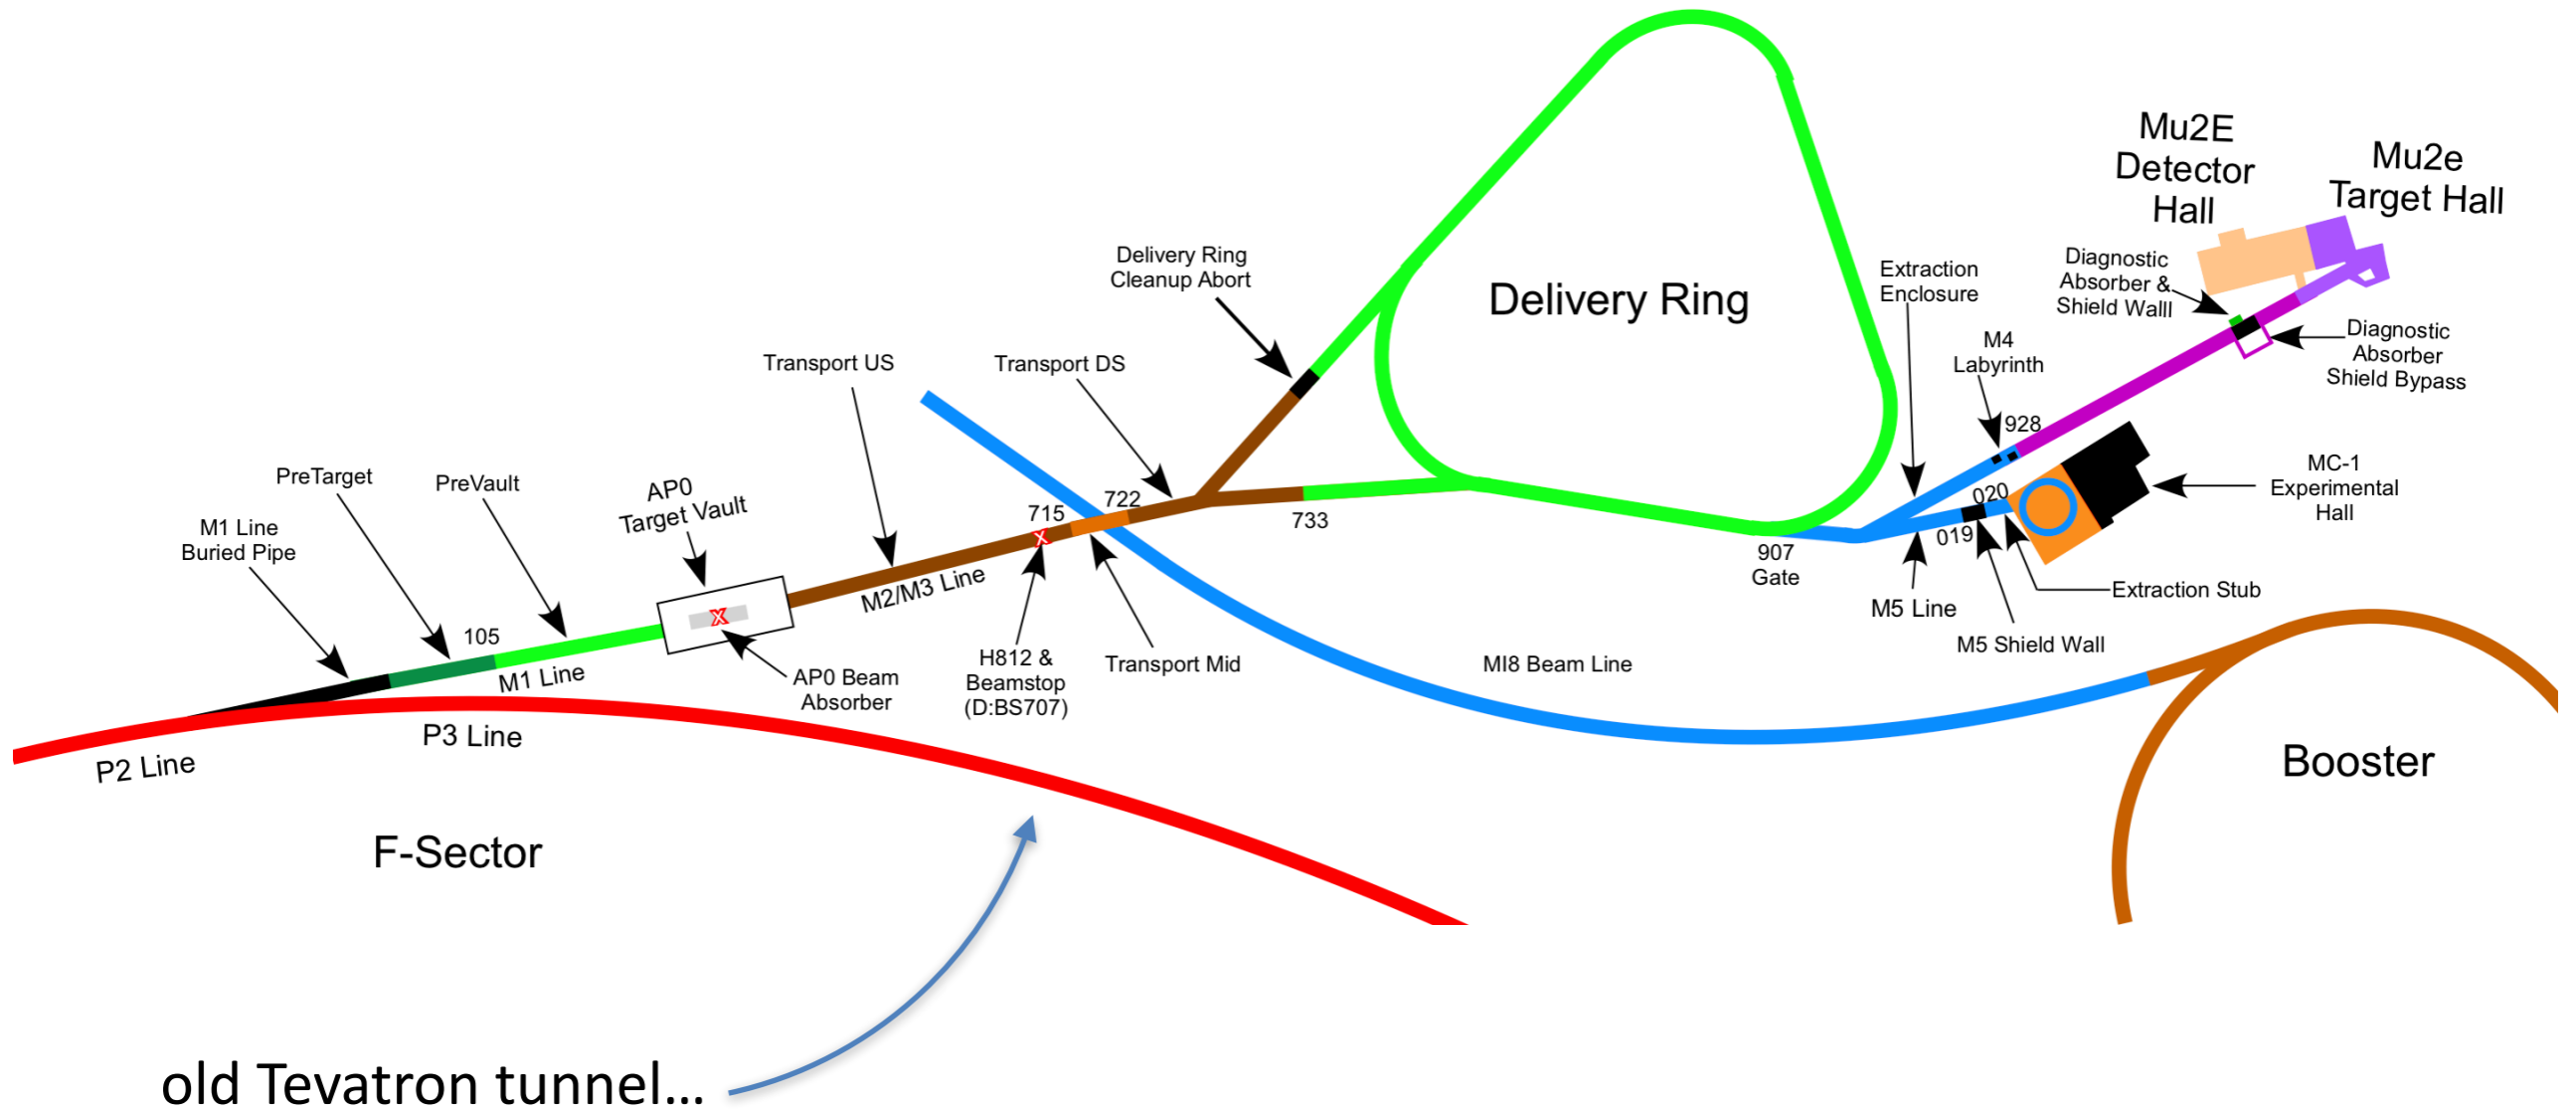 Mu2E
Detector
Hall
Mu2e
Target Hall
Delivery Ring
Cleanup Abort
Delivery Ring
Extraction
Enclosure
Diagnostic
Absorber &
Shield Walll
M4
Labyrinth
Diagnostic
Absorber
Shield Bypass
Transport US
Transport DS
928
PreTarget
PreVault
AP0
Target Vault
MC-1
Experimental
Hall
M1 Line
Buried Pipe
715
722
733
020
019
907
Gate
105
M2/M3 Line
M5 Line
Extraction Stub
M5 Shield Wall
M1 Line
X
X
AP0 Beam
Absorber
H812 &
Beamstop
(D:BS707)
Transport Mid
MI8 Beam Line
P3 Line
P2 Line
Booster
F-Sector
old Tevatron tunnel...